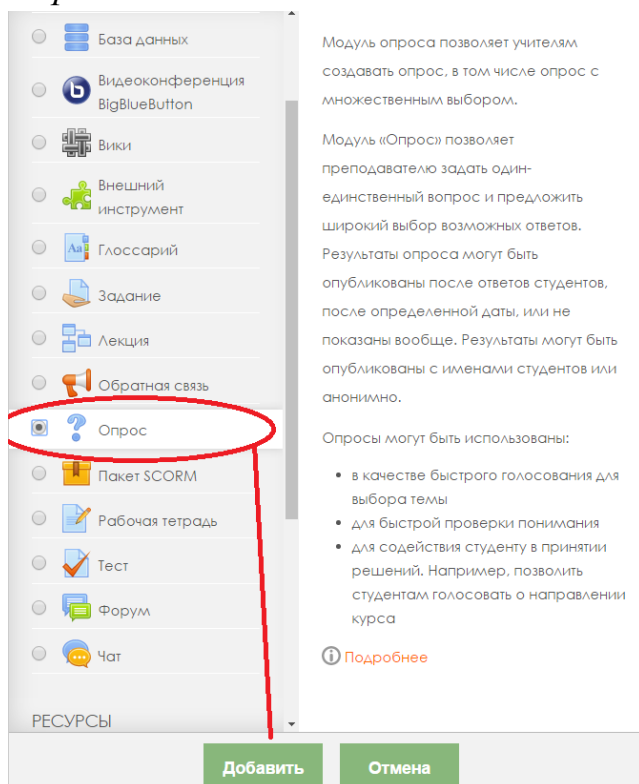 База данных
Видеоконференция
BigBlueButton
Вики
Внешний
инструмент
Глоссарий
Задание
Лекция
Обратная связь
Опрос
Пакет SCORM
Рабочая тетрадь
Тест
Форум
Чат
РЕСУРСЫ
Модуль опроса позволяет учителям
создавать опрос, в том числе опрос с
множественным выбором.
Модуль «Опрос» позволяет
преподавателю задать один-
единственный вопрос и предложить
широкий выбор возможных ответов.
Результаты опроса могут быть
опубликованы после ответов студентов,
после определенной даты, или не
показаны вообще. Результаты могут быть
опубликованы с именами студентов или
анонимно.
Опросы могут быть использованы:
• в качестве быстрого голосования для
выбора темы
• для быстрой проверки понимания
• для содействия студенту в принятии
решений. Например, позволить
студентам голосовать о направлении
курса
Подробнее
Добавить
Отмена